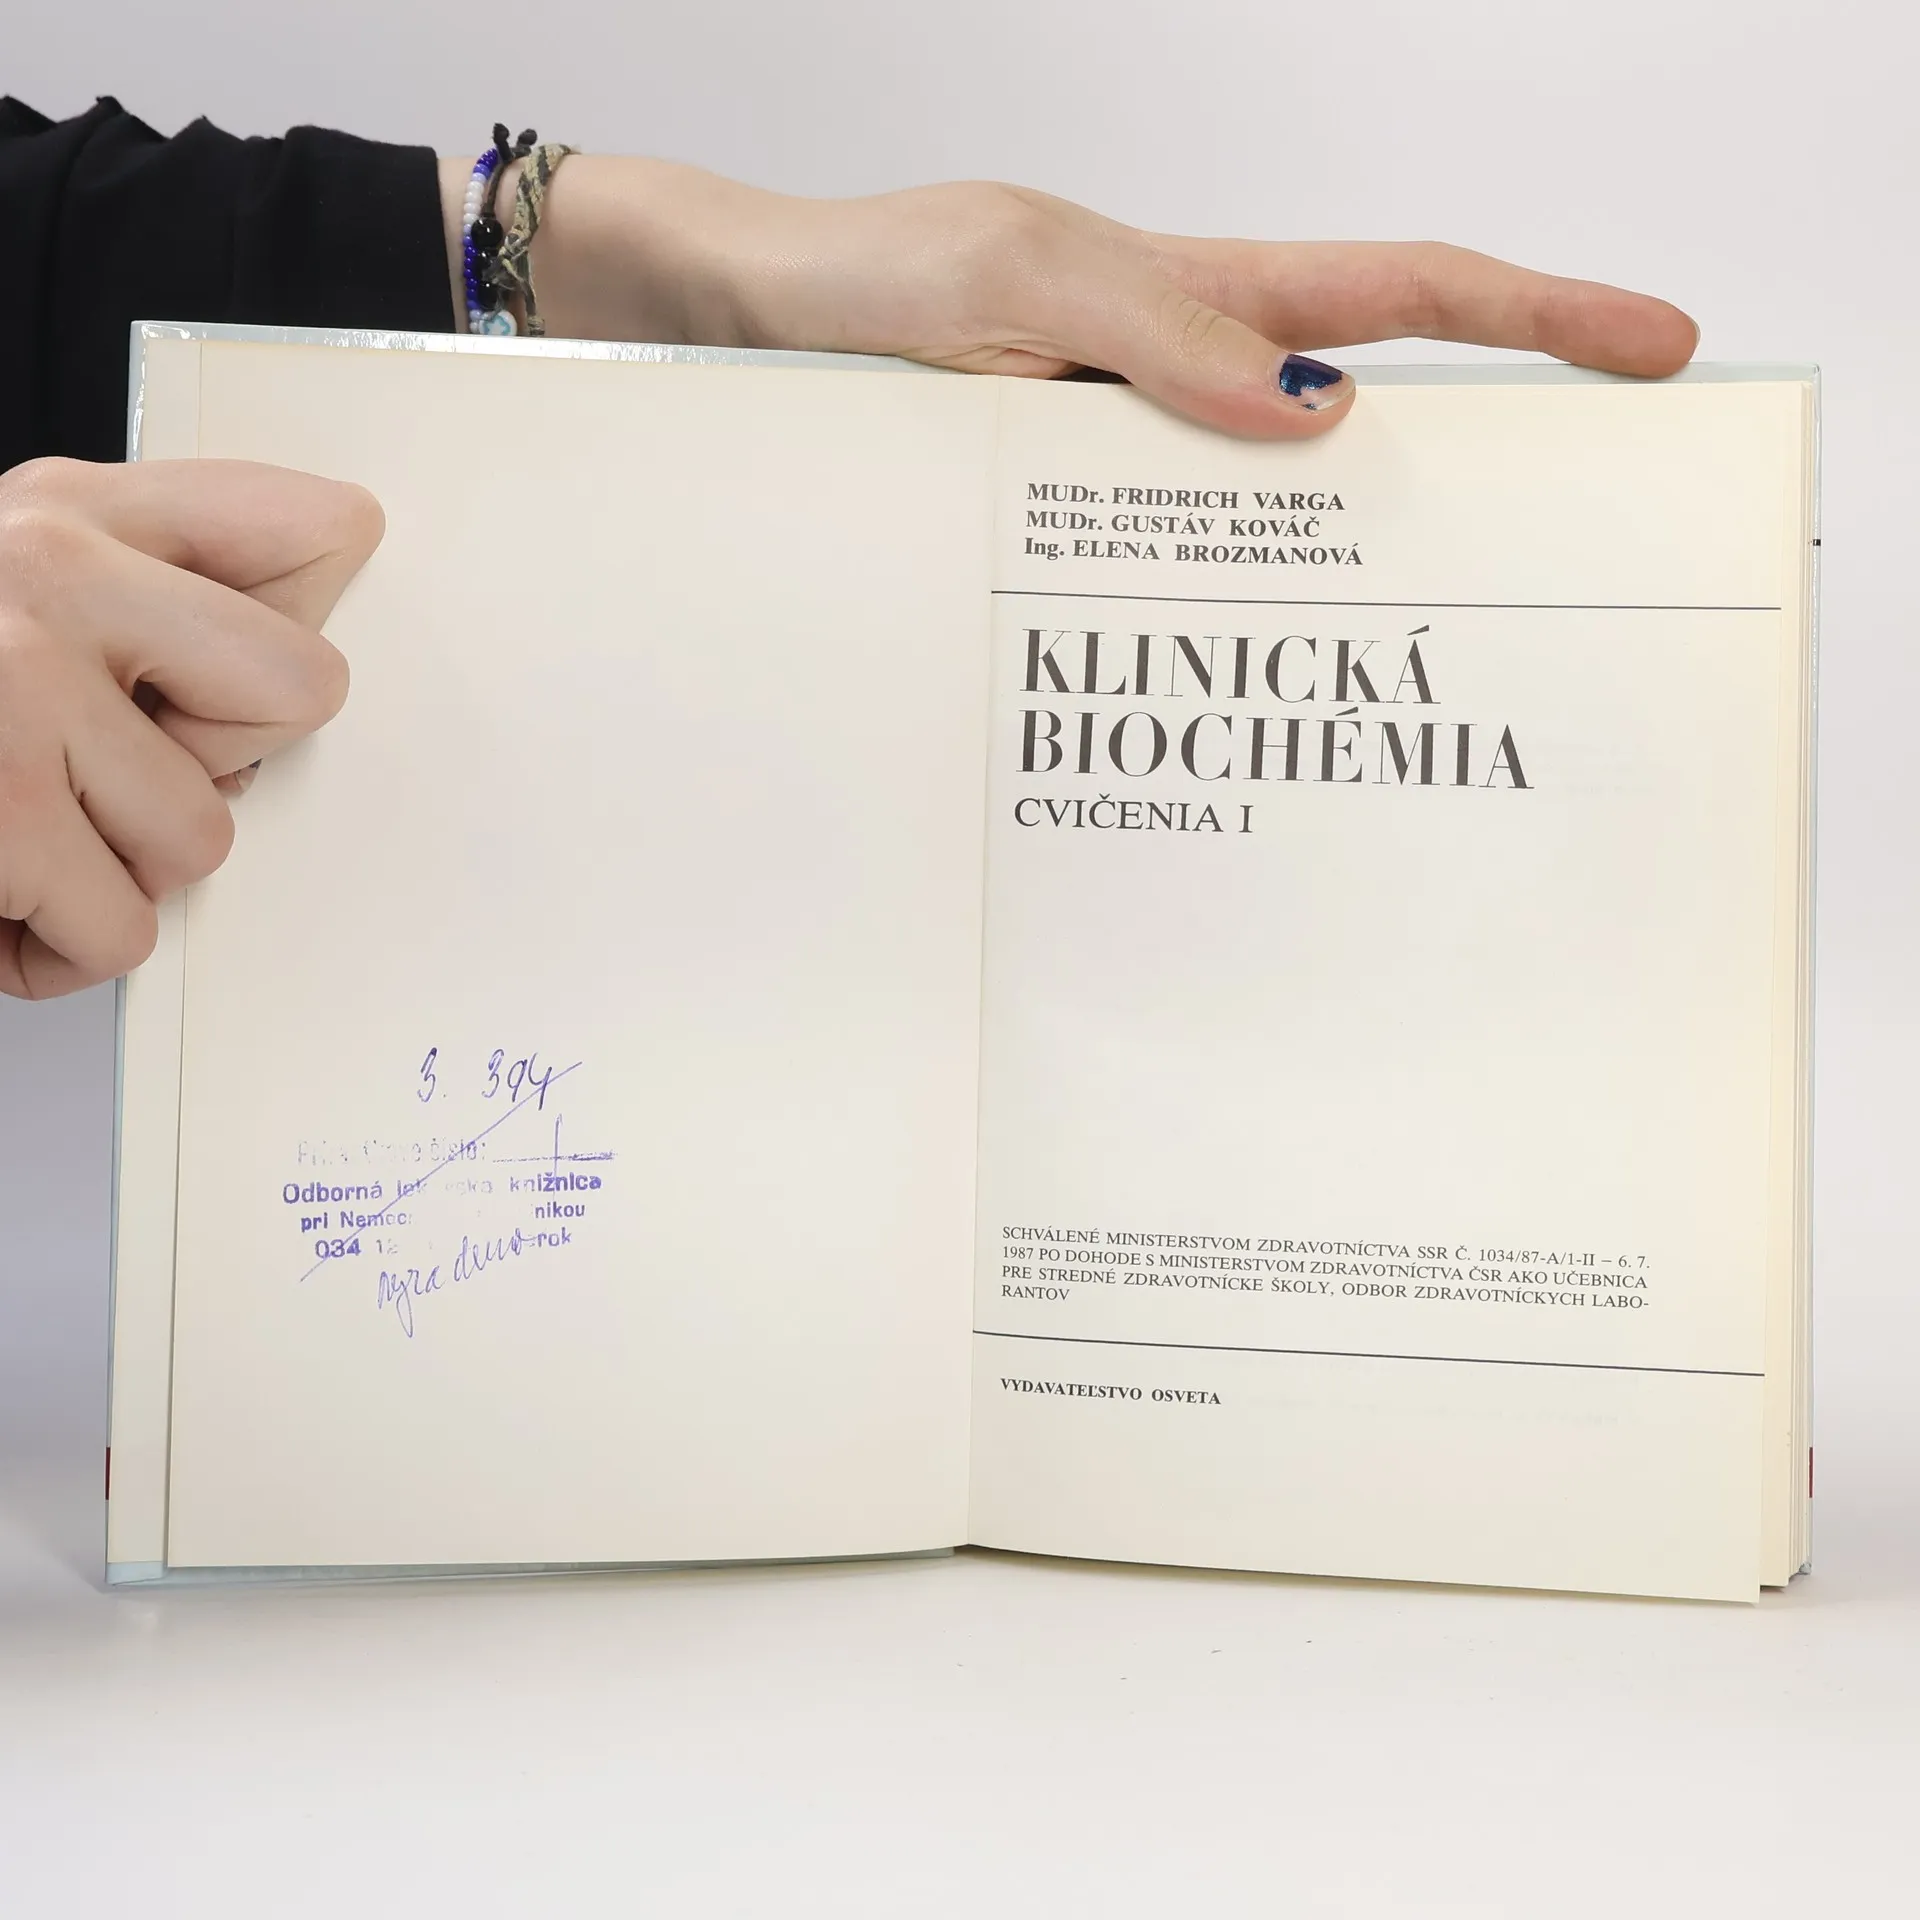 3. 394
číslo:
Odborná knižnica
pri
034 rok
vyradeno
MUDr. FRIDRICH VARGA
MUDr. GUSTÁV KOVÁČ
Ing. ELENA BROZMANOVÁ
KLINICKÁ
BIOCHÉMIA
CVIČENIA I
SCHVÁLENÉ MINISTERSTVOM ZDRAVOTNÍCTVA SSR Č. 1034/87-A/1-II – 6. 7.
1987 PO DOHODE S MINISTERSTVOM ZDRAVOTNÍCTVA ČSR AKO UČEBNICA
PRE STREDNÉ ZDRAVOTNÍCKE ŠKOLY, ODBOR ZDRAVOTNÍCKYCH LABO-
RANTOV
VYDAVATEĽSTVO OSVETA